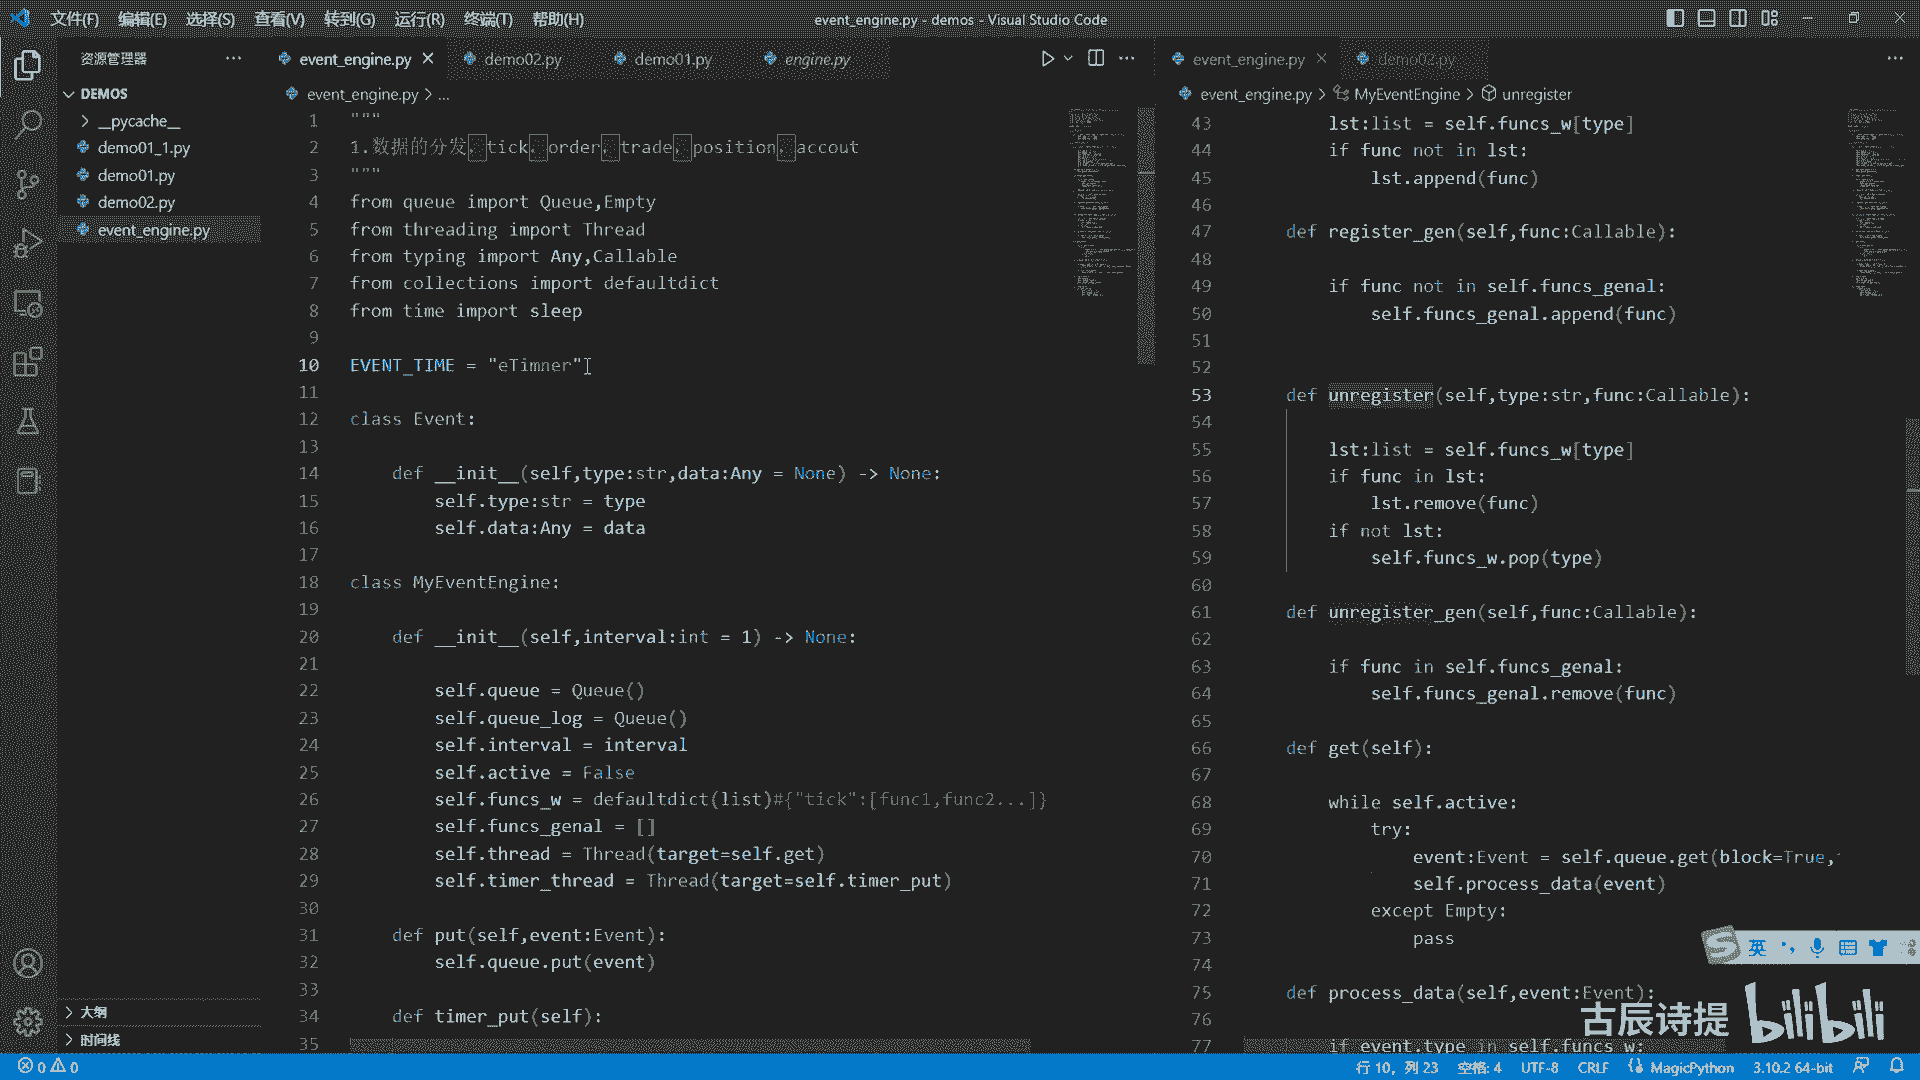 文件(F) 编辑(E) 选择(S) 查看(V) 转到(G) 运行(R) 终端(T) 帮助(H)
event_engine.py - demos - Visual Studio Code
资源管理器
DEMOS
__pycache__
demo01_1.py
demo01.py
demo02.py
event_engine.py
大纲
时间线
event_engine.py demo02.py demo01.py engine.py
event_engine.py > ...
1 """
2 1.数据的分发，tick，order，trade，position，accout
3 """
4 from queue import Queue,Empty
5 from threading import Thread
6 from typing import Any,Callable
7 from collections import defaultdict
8 from time import sleep
9
10 EVENT_TIME = "eTimner"
11
12 class Event:
13
14 def __init__(self,type:str,data:Any = None) -> None:
15 self.type:str = type
16 self.data:Any = data
17
18 class MyEventEngine:
19
20 def __init__(self,interval:int = 1) -> None:
21
22 self.queue = Queue()
23 self.queue_log = Queue()
24 self.interval = interval
25 self.active = False
26 self.funcs_w = defaultdict(list)#{"tick":[func1,func2...]}
27 self.funcs_genal = []
28 self.thread = Thread(target=self.get)
29 self.timer_thread = Thread(target=self.timer_put)
30
31 def put(self,event:Event):
32 self.queue.put(event)
33
34 def timer_put(self):
35
event_engine.py demo02.py
event_engine.py > MyEventEngine > unregister
43 lst:list = self.funcs_w[type]
44 if func not in lst:
45 lst.append(func)
46
47 def register_gen(self,func:Callable):
48
49 if func not in self.funcs_genal:
50 self.funcs_genal.append(func)
51
52
53 def unregister(self,type:str,func:Callable):
54
55 lst:list = self.funcs_w[type]
56 if func in lst:
57 lst.remove(func)
58 if not lst:
59 self.funcs_w.pop(type)
60
61 def unregister_gen(self,func:Callable):
62
63 if func in self.funcs_genal:
64 self.funcs_genal.remove(func)
65
66 def get(self):
67
68 while self.active:
69 try:
70 event:Event = self.queue.get(block=True,
71 self.process_data(event)
72 except Empty:
73 pass
74
75 def process_data(self,event:Event):
76
77 if event.type in self.funcs_w:
英
古辰诗提 bilibili
0 0
行 10，列 23 空格: 4 UTF-8 CRLF MagicPython 3.10.2 64-bit